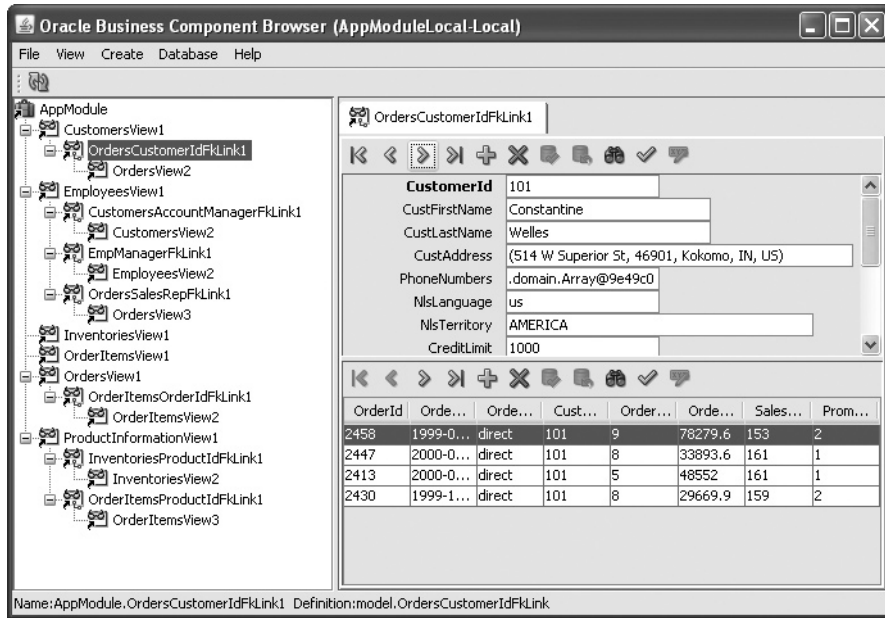 Oracle Business Component Browser (AppModuleLocal-Local)
File View Create Database Help
AppModule
CustomersView1
OrdersCustomerIdFkLink1
OrdersView2
EmployeesView1
CustomersAccountManagerFkLink1
CustomersView2
EmpManagerFkLink1
EmployeesView2
OrdersSalesRepFkLink1
OrdersView3
InventoriesView1
OrderItemsView1
OrdersView1
OrderItemsOrderIdFkLink1
OrderItemsView2
ProductInformationView1
InventoriesProductIdFkLink1
InventoriesView2
OrderItemsProductIdFkLink1
OrderItemsView3
OrdersCustomerIdFkLink1
CustomerId 101
CustFirstName Constantine
CustLastName Welles
CustAddress (514 W Superior St, 46901, Kokomo, IN, US)
PhoneNumbers .domain.Array@9e49c0
NlsLanguage us
NlsTerritory AMERICA
CreditLimit 1000
OrderId Orde... Orde... Cust... Order... Orde... Sales... Prom...
2458 1999-0... direct 101 9 78279.6 153 2
2447 2000-0... direct 101 8 33893.6 161 1
2413 2000-0... direct 101 5 48552 161 1
2430 1999-1... direct 101 8 29669.9 159 2
Name:AppModule.OrdersCustomerIdFkLink1 Definition:model.OrdersCustomerIdFkLink